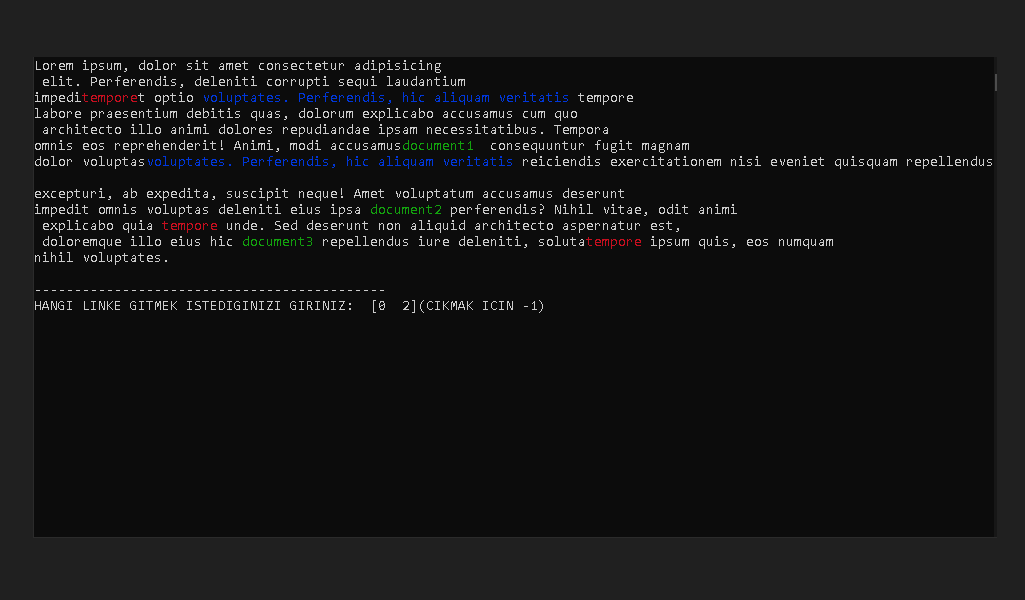 Lorem ipsum, dolor sit amet consectetur adipisicing
elit. Perferendis, deleniti corrupti sequi laudantium
impeditemporet optio voluptates. Perferendis, hic aliquam veritatis tempore
labore praesentium debitis quas, dolorum explicabo accusamus cum quo
architecto illo animi dolores repudiandae ipsam necessitatibus. Tempora
omnis eos reprehenderit! Animi, modi accusamusdocument1  consequuntur fugit magnam
dolor voluptasvoluptates. Perferendis, hic aliquam veritatis reiciendis exercitationem nisi eveniet quisquam repellendus
excepturi, ab expedita, suscipit neque! Amet voluptatum accusamus deserunt
impedit omnis voluptas deleniti eius ipsa document2 perferendis? Nihil vitae, odit animi
explicabo quia tempore unde. Sed deserunt non aliquid architecto aspernatur est,
doloremque illo eius hic document3 repellendus iure deleniti, solutatempore ipsum quis, eos numquam
nihil voluptates.
--------------------------------------------
HANGI LINKE GITMEK ISTEDIGINIZI GIRINIZ:  [0  2](CIKMAK ICIN -1)